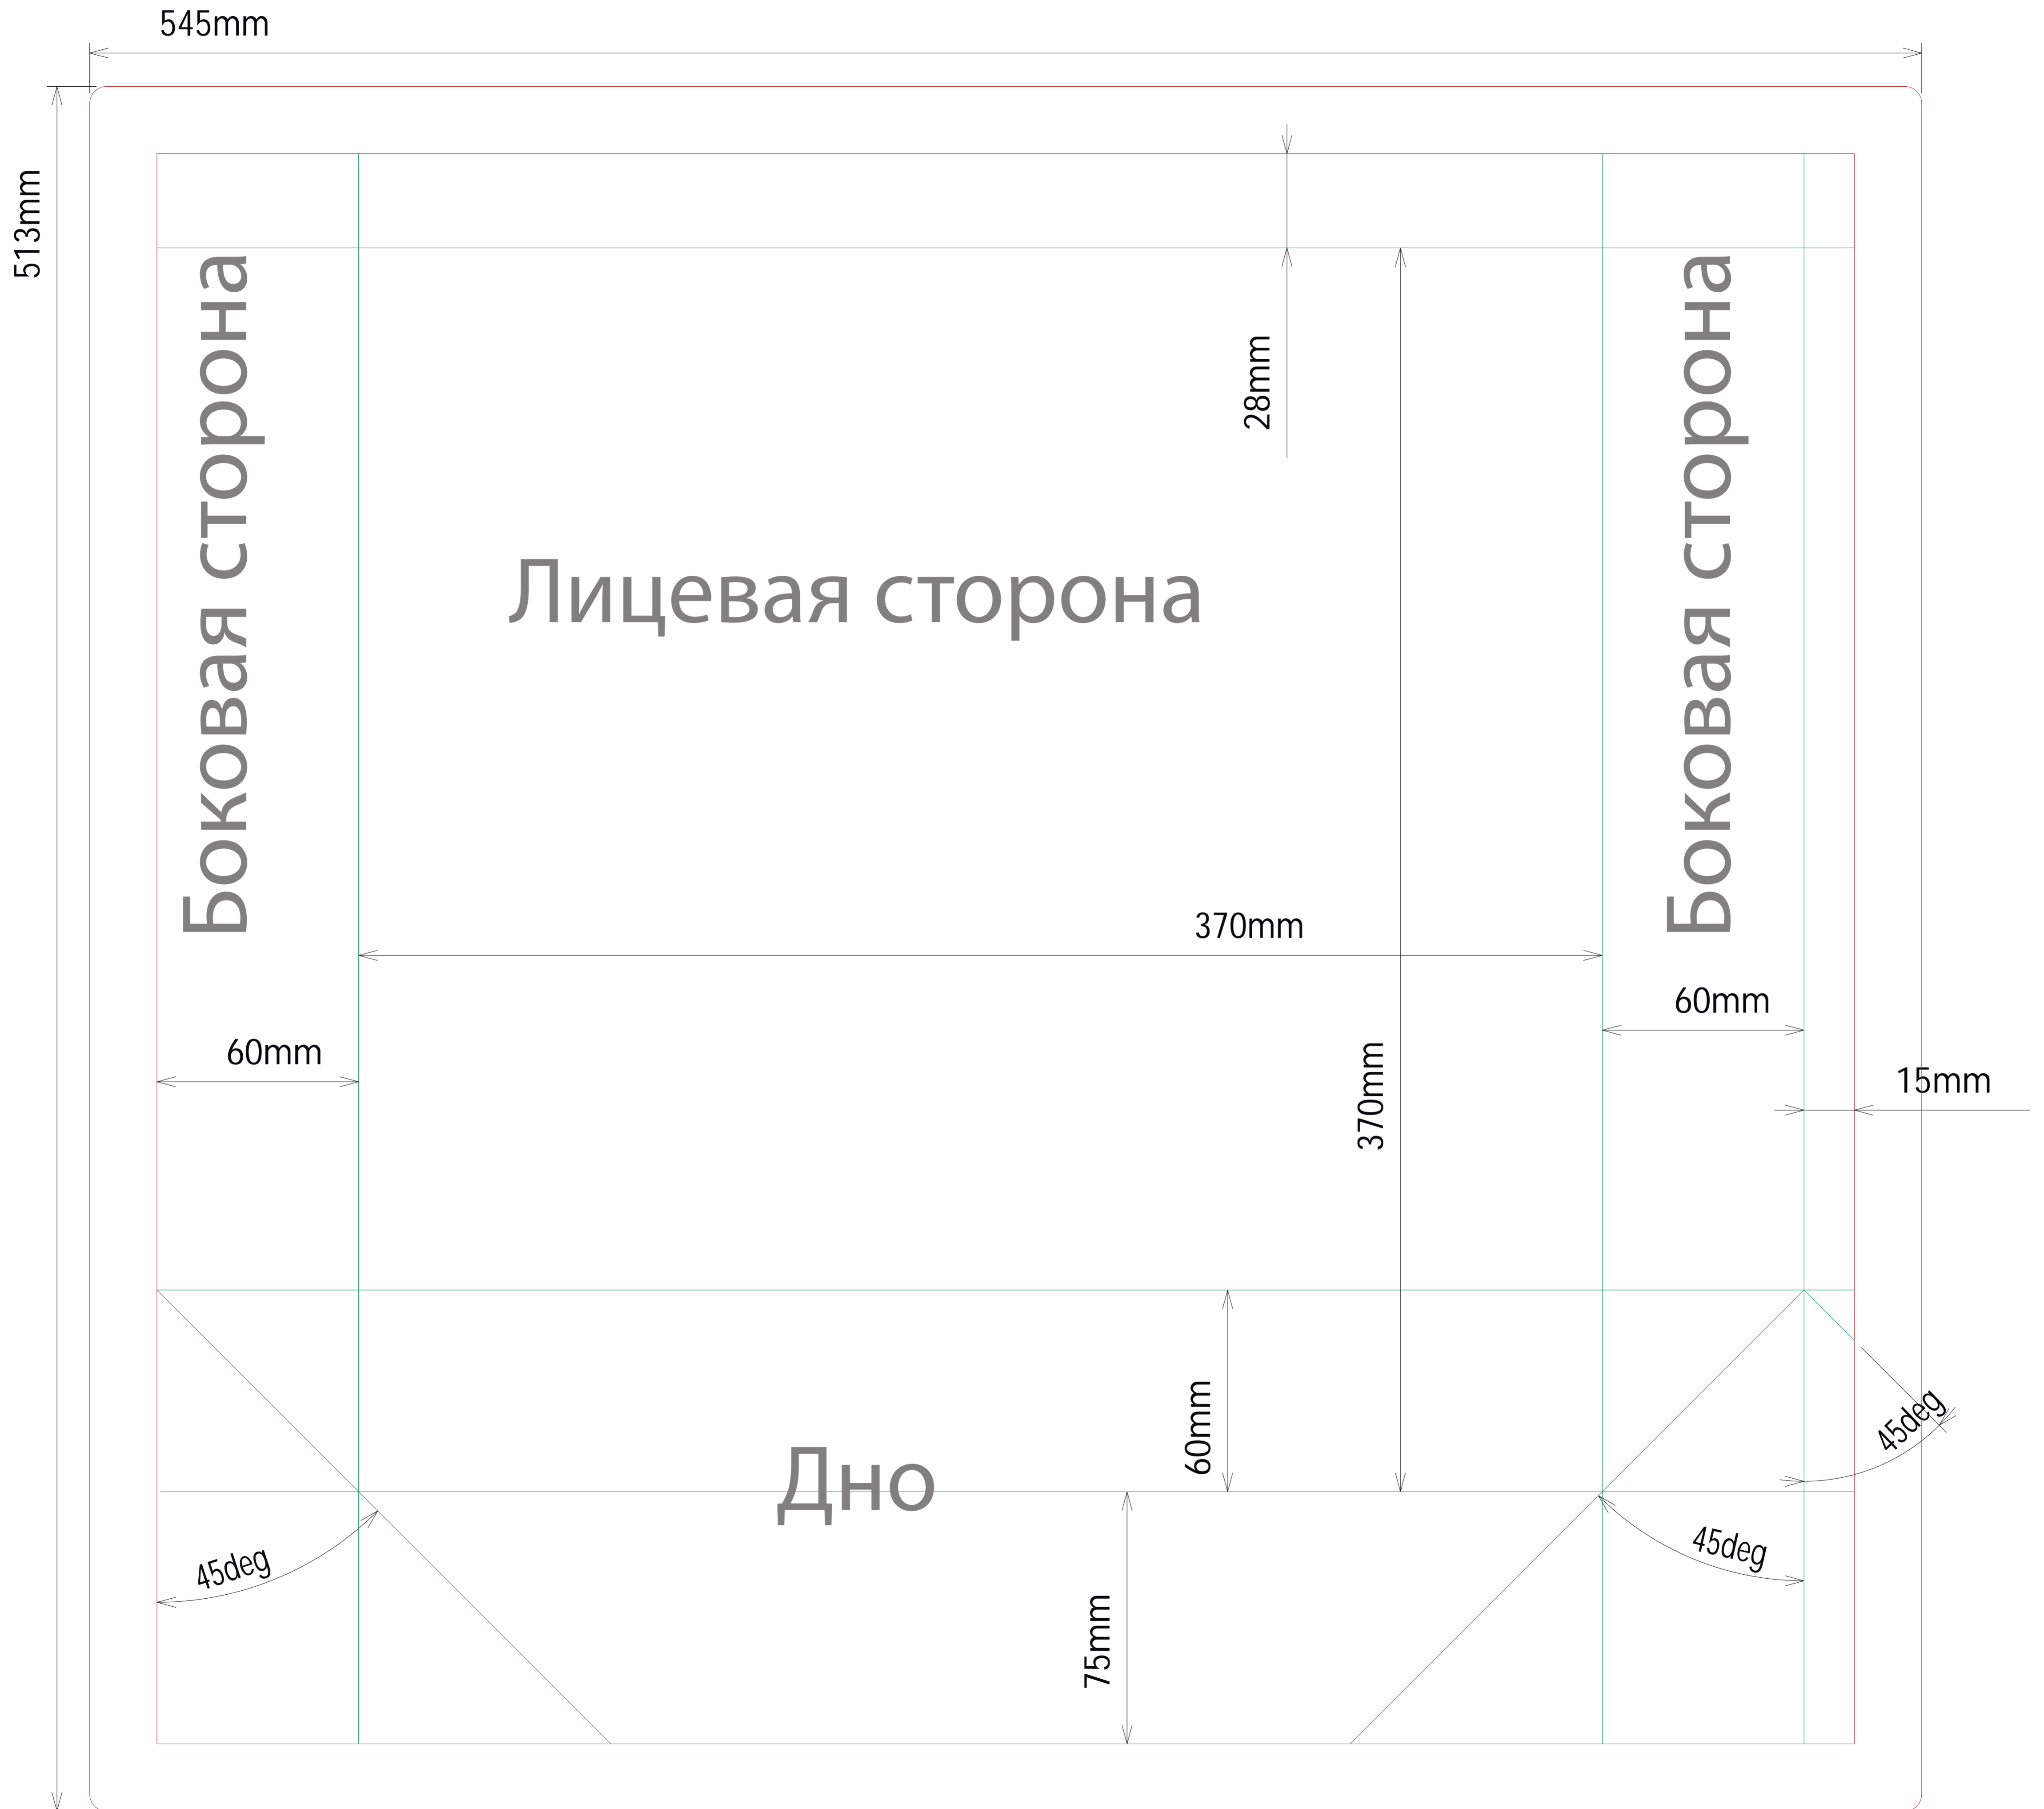 545mm
513mm
28mm
Боковая сторона
Боковая сторона
Лицевая сторона
370mm
60mm
60mm
370mm
15mm
60mm
45deg
Дно
45deg
45deg
75mm